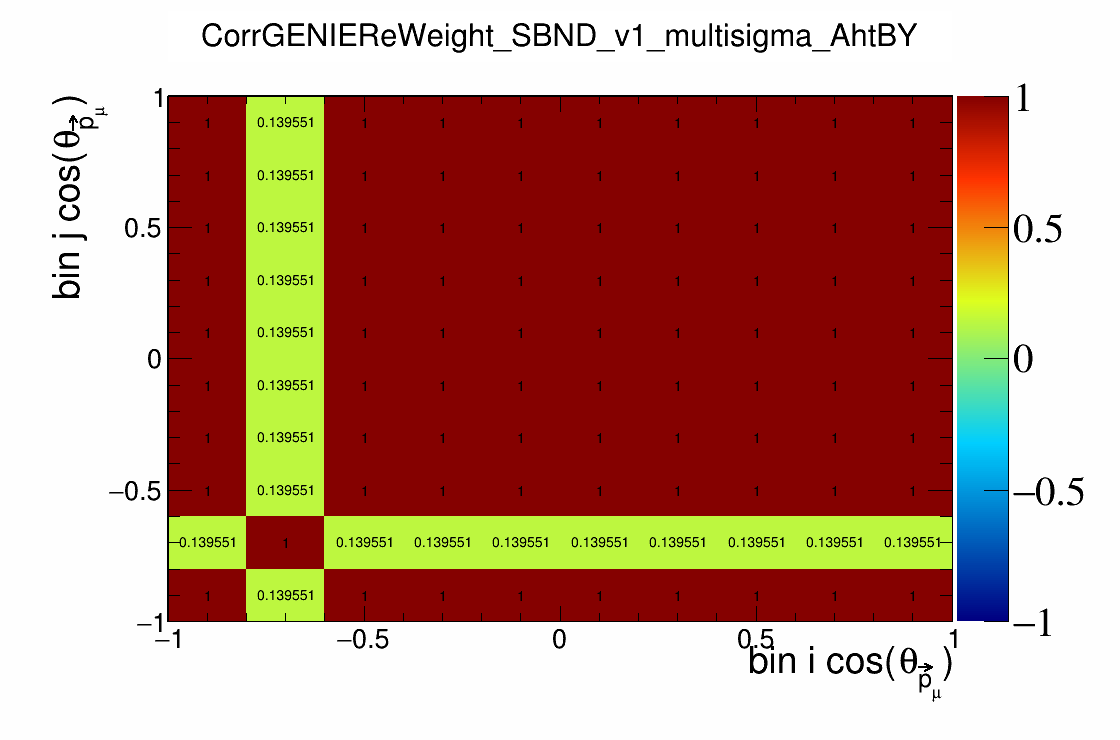 CorrGENIEReWeight_SBND_v1_multisigma_AhtBY
bin j cos(θ_p⃗_μ)
1
0.5
0
−0.5
−1
1 0.139551 1 1 1 1 1 1 1 1
1 0.139551 1 1 1 1 1 1 1 1
1 0.139551 1 1 1 1 1 1 1 1
1 0.139551 1 1 1 1 1 1 1 1
1 0.139551 1 1 1 1 1 1 1 1
1 0.139551 1 1 1 1 1 1 1 1
1 0.139551 1 1 1 1 1 1 1 1
1 0.139551 1 1 1 1 1 1 1 1
0.139551 1 0.139551 0.139551 0.139551 0.139551 0.139551 0.139551 0.139551 0.139551
1 0.139551 1 1 1 1 1 1 1 1
1
0.5
0
−0.5
−1
−1 −0.5 0 0.5 1
bin i cos(θ_p⃗_μ)